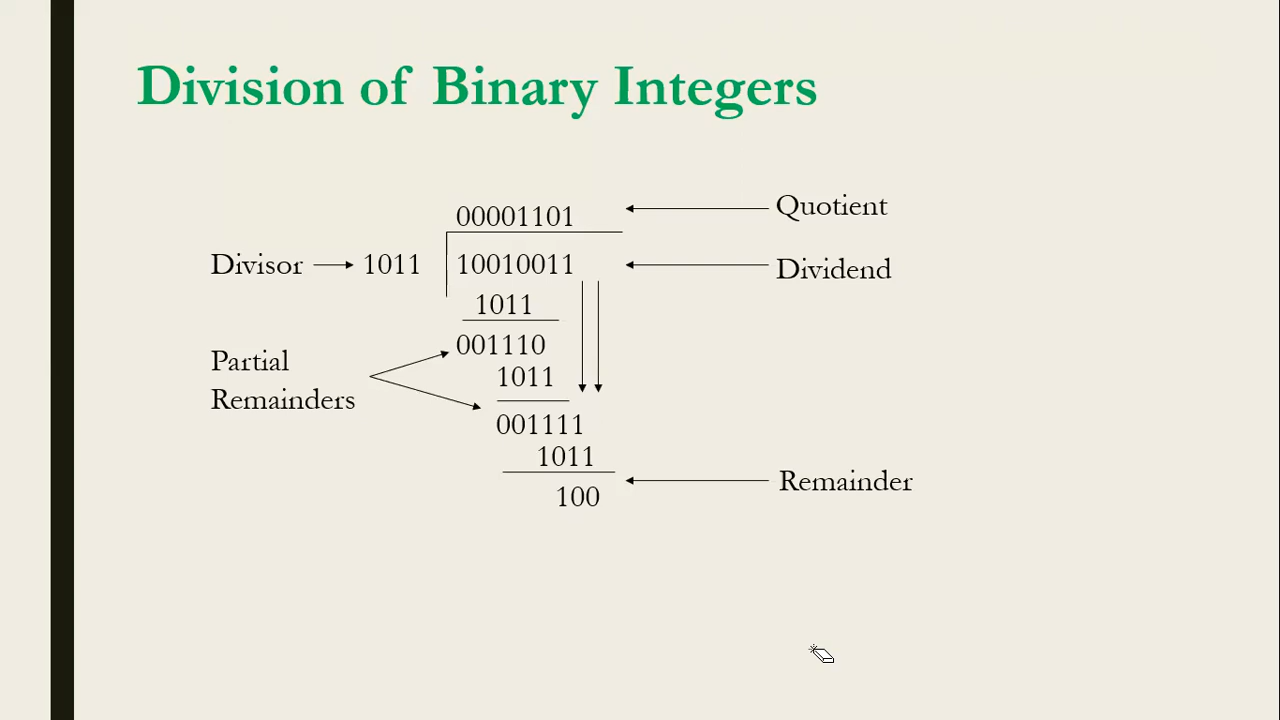 Division of Binary Integers
00001101
Quotient
Divisor
1011
10010011
Dividend
1011
001110
Partial
Remainders
1011
001111
1011
100
Remainder